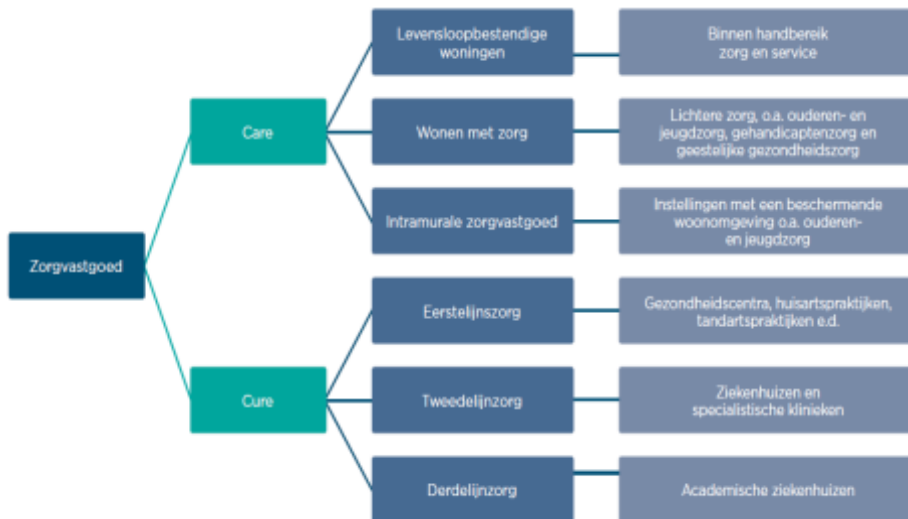 Levensloopbestendige
woningen
Binnen handbereik
zorg en service
Care
Wonen met zorg
Lichtere zorg, o.a. ouderen- en
jeugdzorg, gehandicaptenzorg en
geestelijke gezondheidszorg
Intramurale zorgvastgoed
Instellingen met een beschermende
woonomgeving o.a. ouderen-
en jeugdzorg
Zorgvastgoed
Eerstelijnszorg
Gezondheidscentra, huisartspraktijken,
tandartspraktijken e.d.
Cure
Tweedelijnzorg
Ziekenhuizen en
specialistische klinieken
Derdelijnzorg
Academische ziekenhuizen